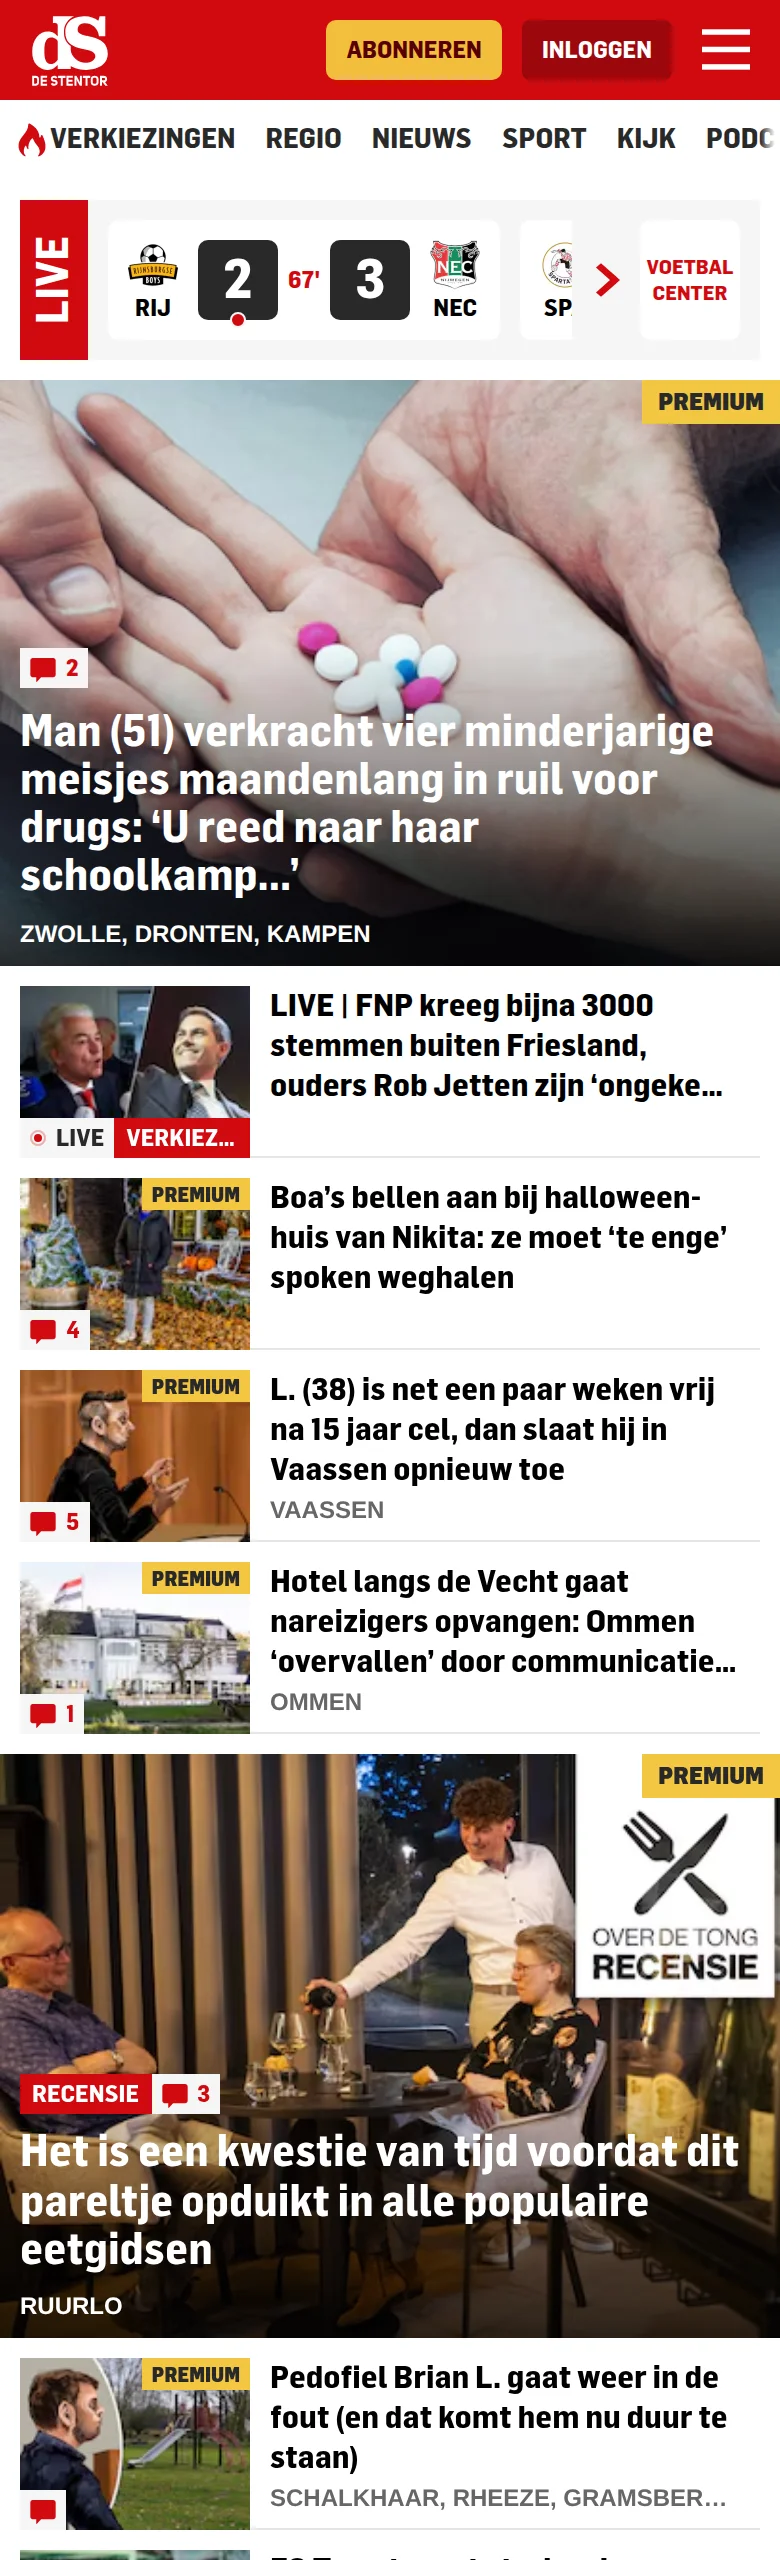 dS
DE STENTOR
ABONNEREN
INLOGGEN
VERKIEZINGEN REGIO NIEUWS SPORT KIJK PODC
LIVE
RIJNSBURGSE
BOYS
RIJ
2
67'
3
NEC
NIJMEGEN
NEC
SPARTA
SP
VOETBAL
CENTER
PREMIUM
2
Man (51) verkracht vier minderjarige
meisjes maandenlang in ruil voor
drugs: ‘U reed naar haar
schoolkamp...’
ZWOLLE, DRONTEN, KAMPEN
LIVE VERKIEZ...
LIVE | FNP kreeg bijna 3000
stemmen buiten Friesland,
ouders Rob Jetten zijn ‘ongeke...
PREMIUM
4
Boa’s bellen aan bij halloween-
huis van Nikita: ze moet ‘te enge’
spoken weghalen
PREMIUM
5
L. (38) is net een paar weken vrij
na 15 jaar cel, dan slaat hij in
Vaassen opnieuw toe
VAASSEN
PREMIUM
1
Hotel langs de Vecht gaat
nareizigers opvangen: Ommen
‘overvallen’ door communicatie...
OMMEN
PREMIUM
OVER DE TONG
RECENSIE
RECENSIE 3
Het is een kwestie van tijd voordat dit
pareltje opduikt in alle populaire
eetgidsen
RUURLO
PREMIUM
Pedofiel Brian L. gaat weer in de
fout (en dat komt hem nu duur te
staan)
SCHALKHAAR, RHEEZE, GRAMSBER...